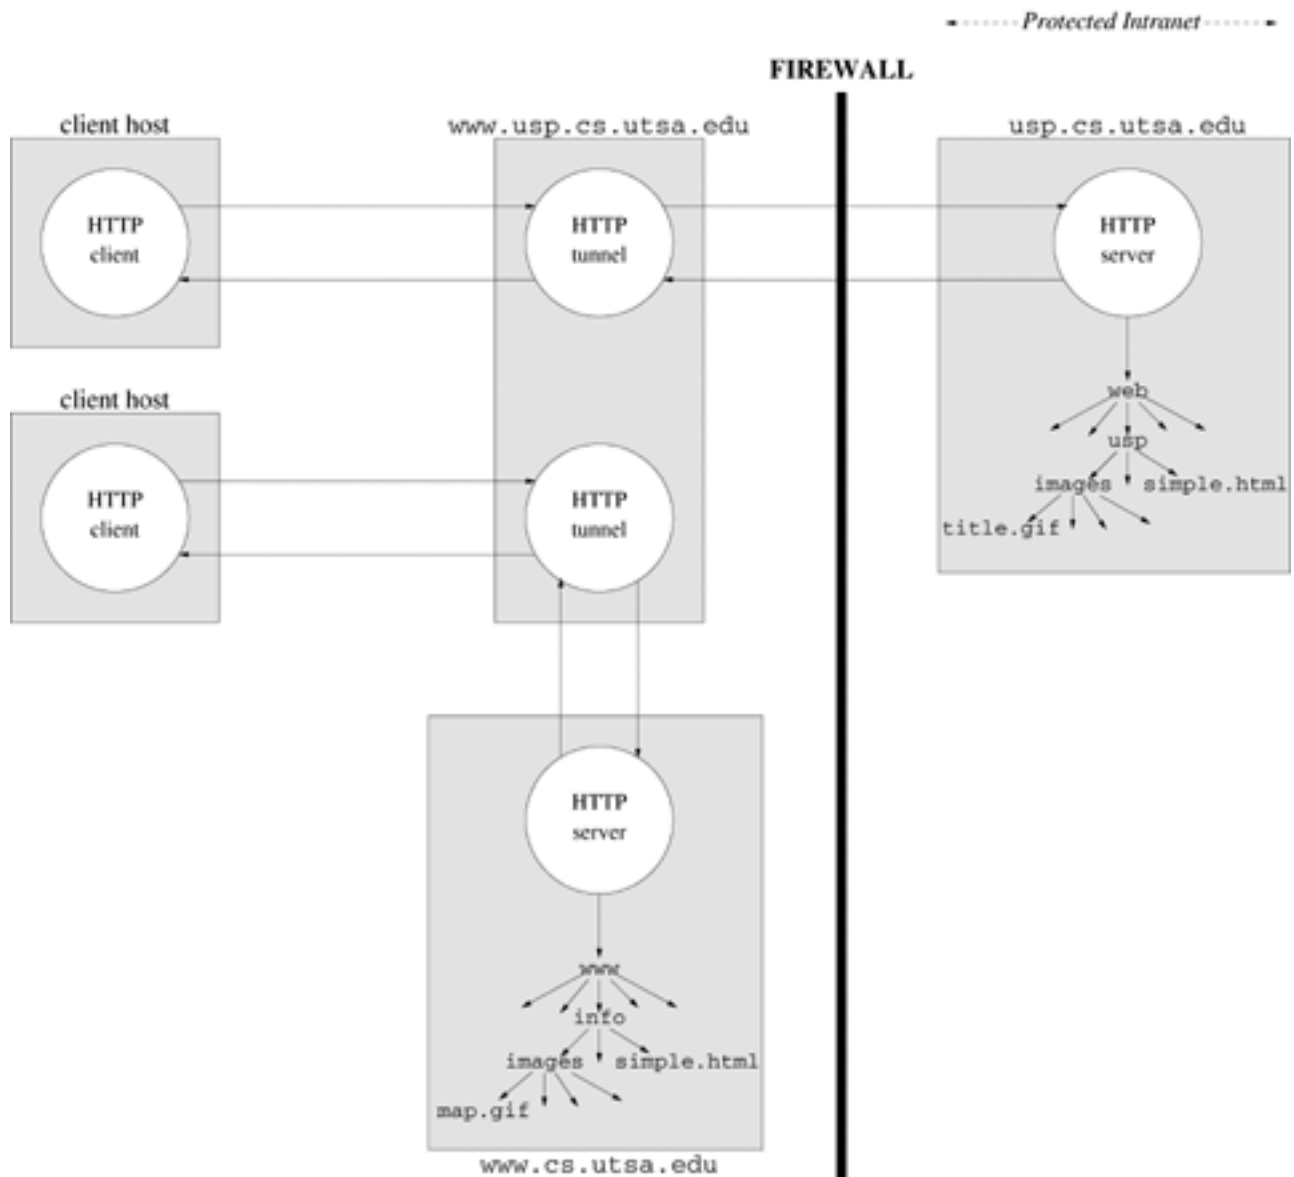 Protected Intranet
FIREWALL
client host
www.usp.cs.utsa.edu
usp.cs.utsa.edu
HTTP
client
HTTP
tunnel
HTTP
server
web
usp
images
simple.html
title.gif
client host
HTTP
client
HTTP
tunnel
HTTP
server
www
info
images
simple.html
map.gif
www.cs.utsa.edu